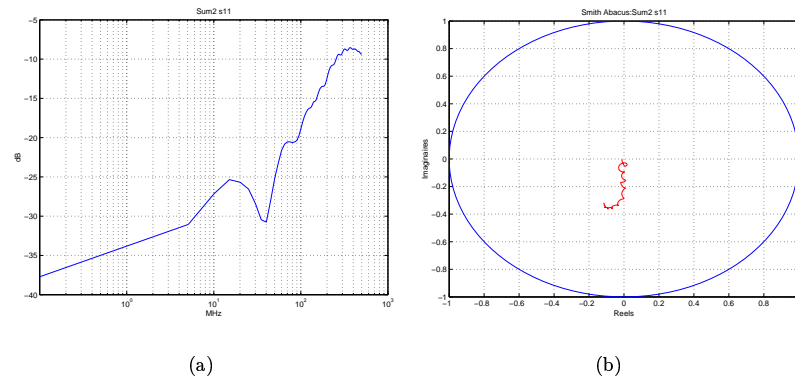 Sum2 s11
−5
−10
−15
−20
−25
−30
−35
−40
dB
10^0
10^1
10^2
10^3
MHz
(a)
Smith Abacus:Sum2 s11
1
0.8
0.6
0.4
0.2
0
−0.2
−0.4
−0.6
−0.8
−1
Imaginaires
−1 −0.8 −0.6 −0.4 −0.2 0 0.2 0.4 0.6 0.8
Reels
(b)